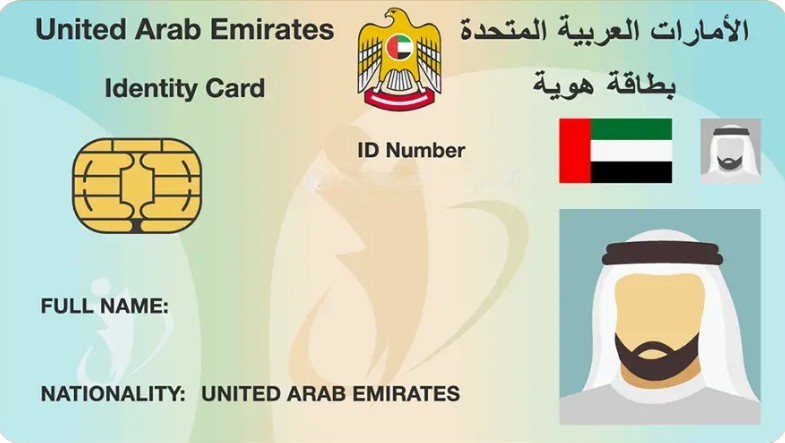 United Arab Emirates
الأمارات العربية المتحدة
Identity Card
بطاقة هوية
ID Number
FULL NAME:
NATIONALITY: UNITED ARAB EMIRATES